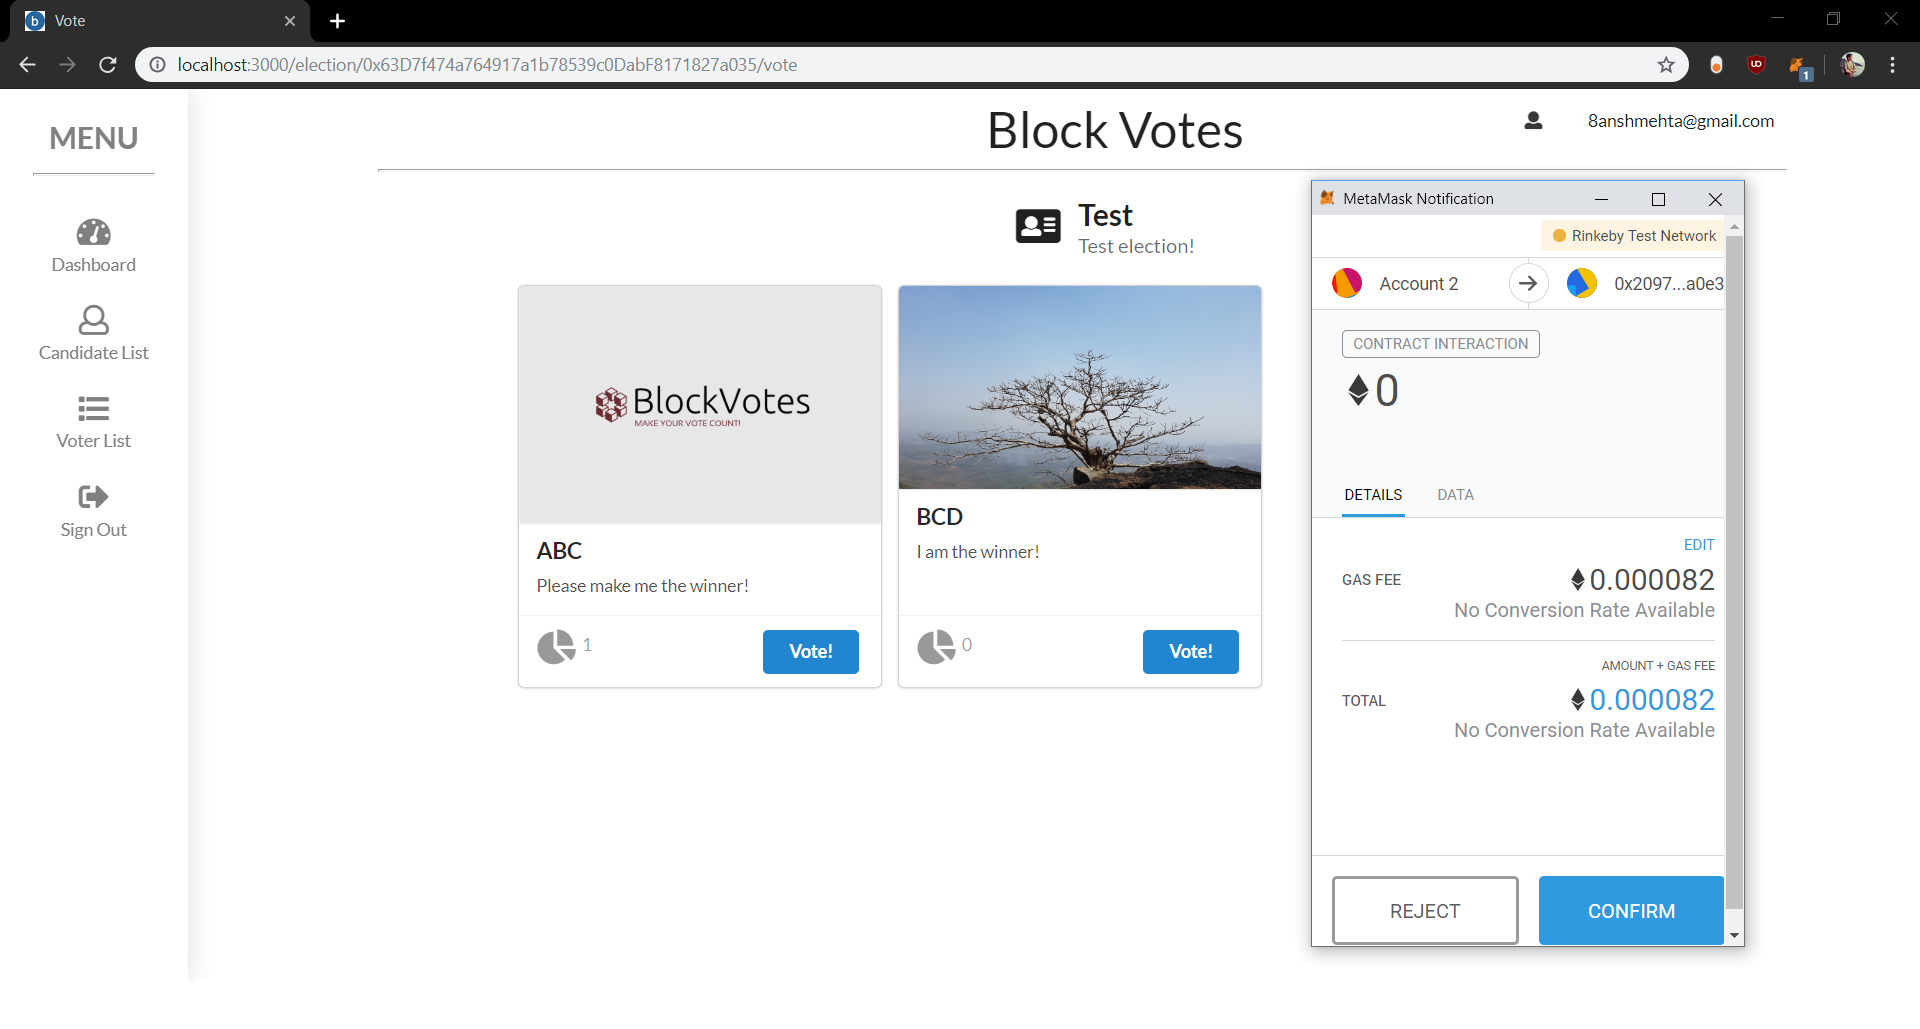 Vote
localhost:3000/election/0x63D7f474a764917a1b78539c0DabF8171827a035/vote
1
MENU
Dashboard
Candidate List
Voter List
Sign Out
Block Votes
8anshmehta@gmail.com
Test
Test election!
BlockVotes
MAKE YOUR VOTE COUNT!
ABC
Please make me the winner!
1
Vote!
BCD
I am the winner!
0
Vote!
MetaMask Notification
Rinkeby Test Network
Account 2
0x2097...a0e3
CONTRACT INTERACTION
0
DETAILS DATA
EDIT
GAS FEE 0.000082
No Conversion Rate Available
AMOUNT + GAS FEE
TOTAL 0.000082
No Conversion Rate Available
REJECT CONFIRM